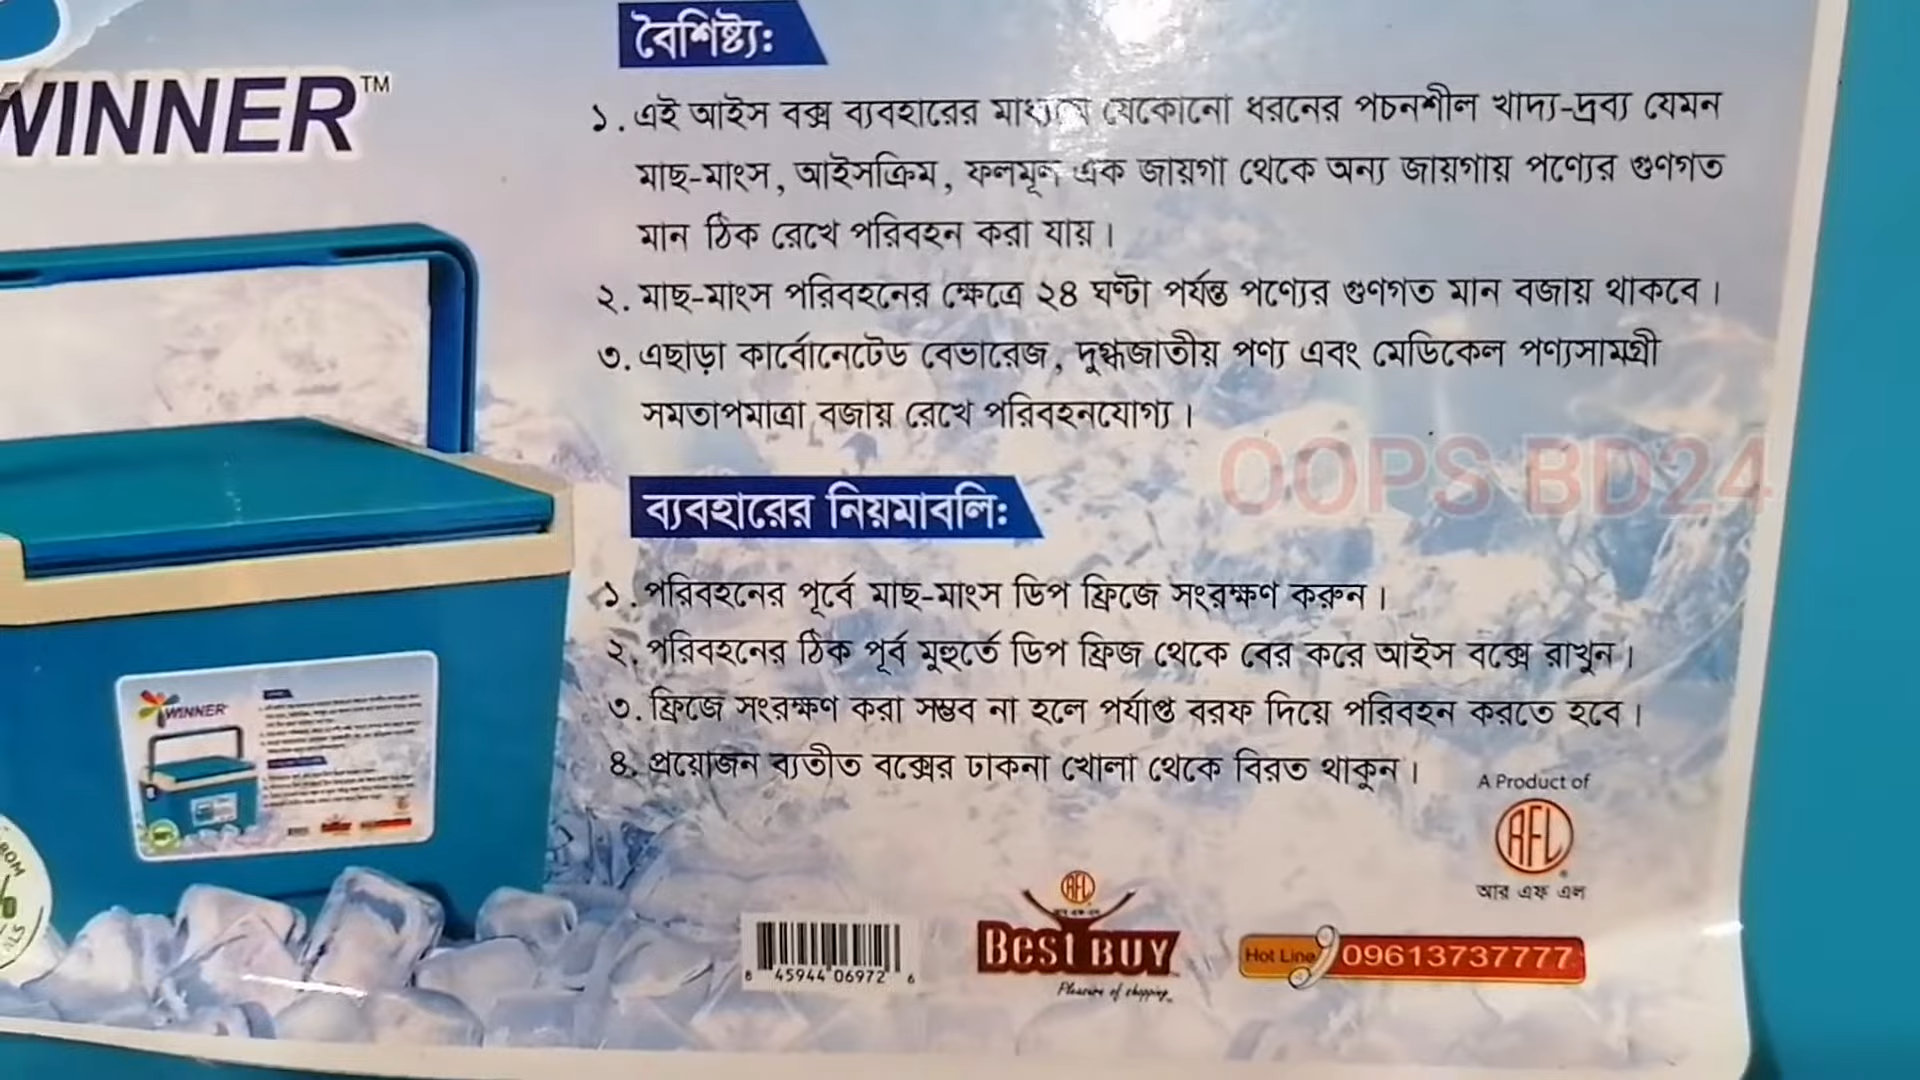 WINNER™
বৈশিষ্ট্য:
১. এই আইস বক্স ব্যবহারের মাধ্যমে যেকোনো ধরনের পচনশীল খাদ্য-দ্রব্য যেমন
মাছ-মাংস, আইসক্রিম, ফলমূল এক জায়গা থেকে অন্য জায়গায় পণ্যের গুণগত
মান ঠিক রেখে পরিবহন করা যায়।
২. মাছ-মাংস পরিবহনের ক্ষেত্রে ২৪ ঘণ্টা পর্যন্ত পণ্যের গুণগত মান বজায় থাকবে।
৩. এছাড়া কার্বোনেটেড বেভারেজ, দুগ্ধজাতীয় পণ্য এবং মেডিকেল পণ্যসামগ্রী
সমতাপমাত্রা বজায় রেখে পরিবহনযোগ্য।
OOPS BD24
ব্যবহারের নিয়মাবলি:
১. পরিবহনের পূর্বে মাছ-মাংস ডিপ ফ্রিজে সংরক্ষণ করুন।
২. পরিবহনের ঠিক পূর্ব মুহুর্তে ডিপ ফ্রিজ থেকে বের করে আইস বক্সে রাখুন।
৩. ফ্রিজে সংরক্ষণ করা সম্ভব না হলে পর্যাপ্ত বরফ দিয়ে পরিবহন করতে হবে।
৪. প্রয়োজন ব্যতীত বক্সের ঢাকনা খোলা থেকে বিরত থাকুন।
WINNER
A Product of
RFL
আর এফ এল
RFL
BEST BUY
Pleasure of shopping
8 45944 06972 6
Hot Line 09613737777